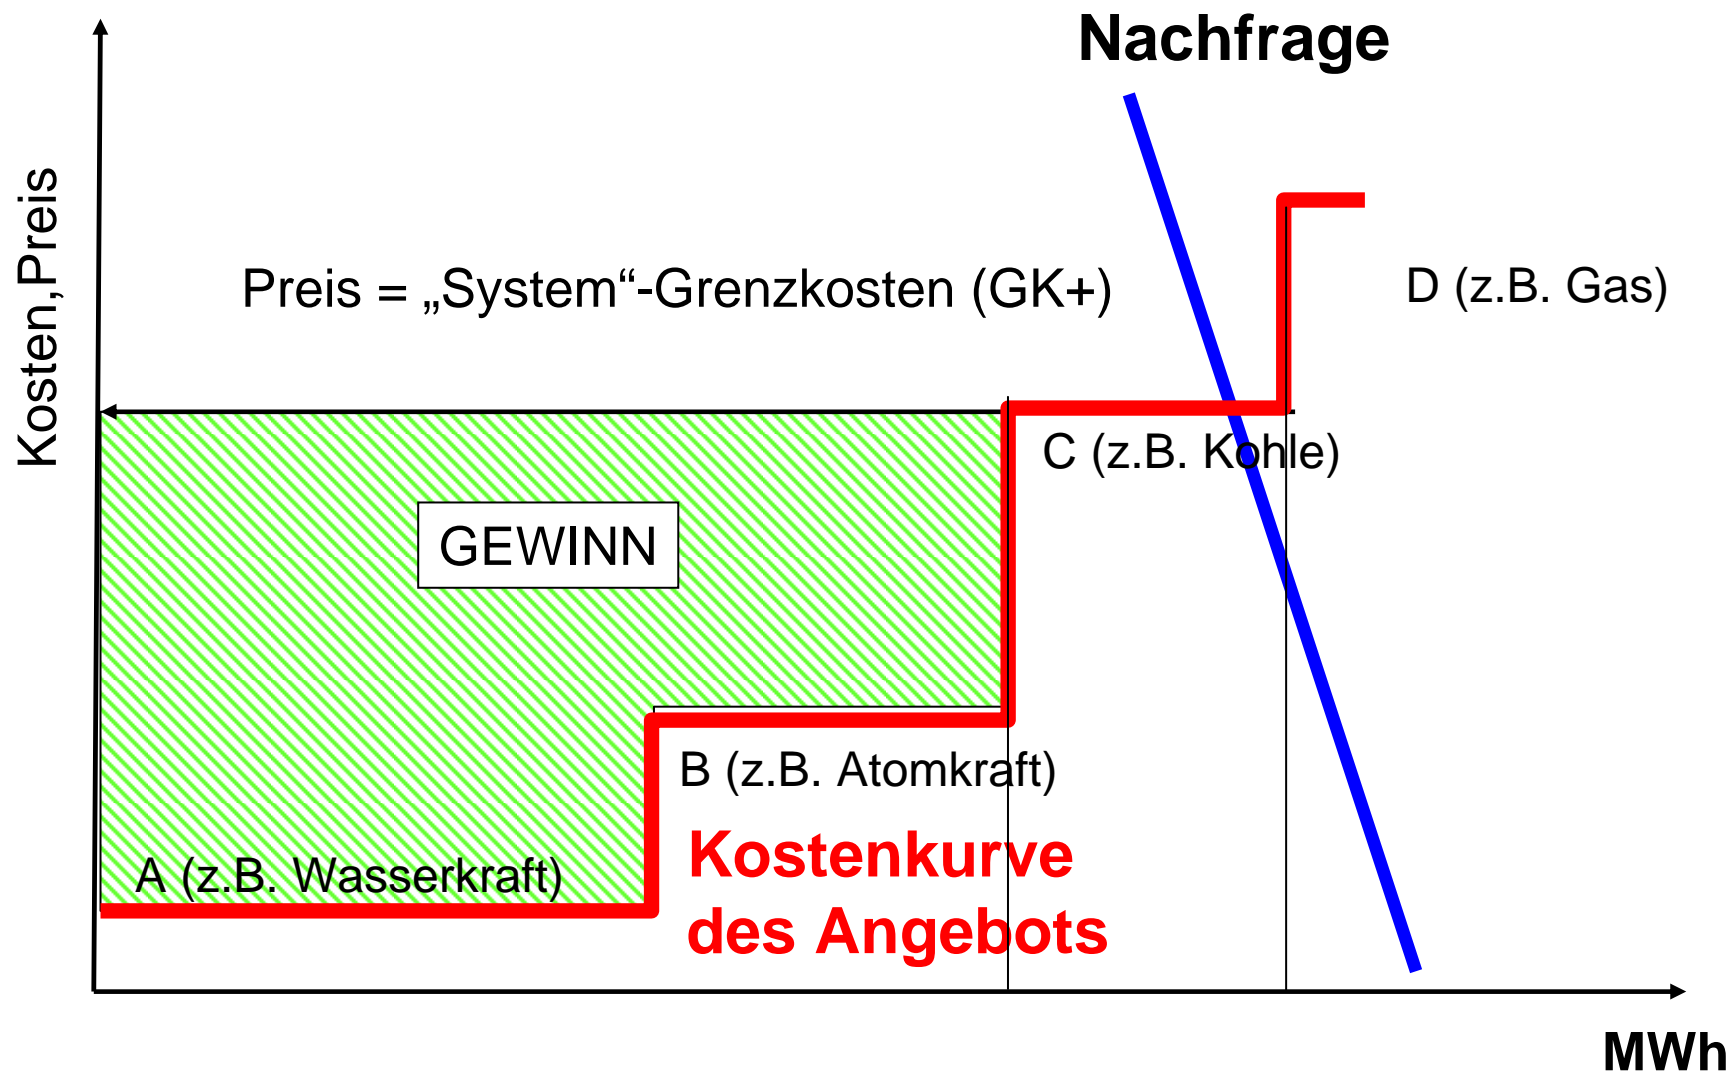 Nachfrage
Kosten,Preis
Preis = „System“-Grenzkosten (GK+)
D (z.B. Gas)
C (z.B. Kohle)
GEWINN
B (z.B. Atomkraft)
A (z.B. Wasserkraft)
Kostenkurve
des Angebots
MWh